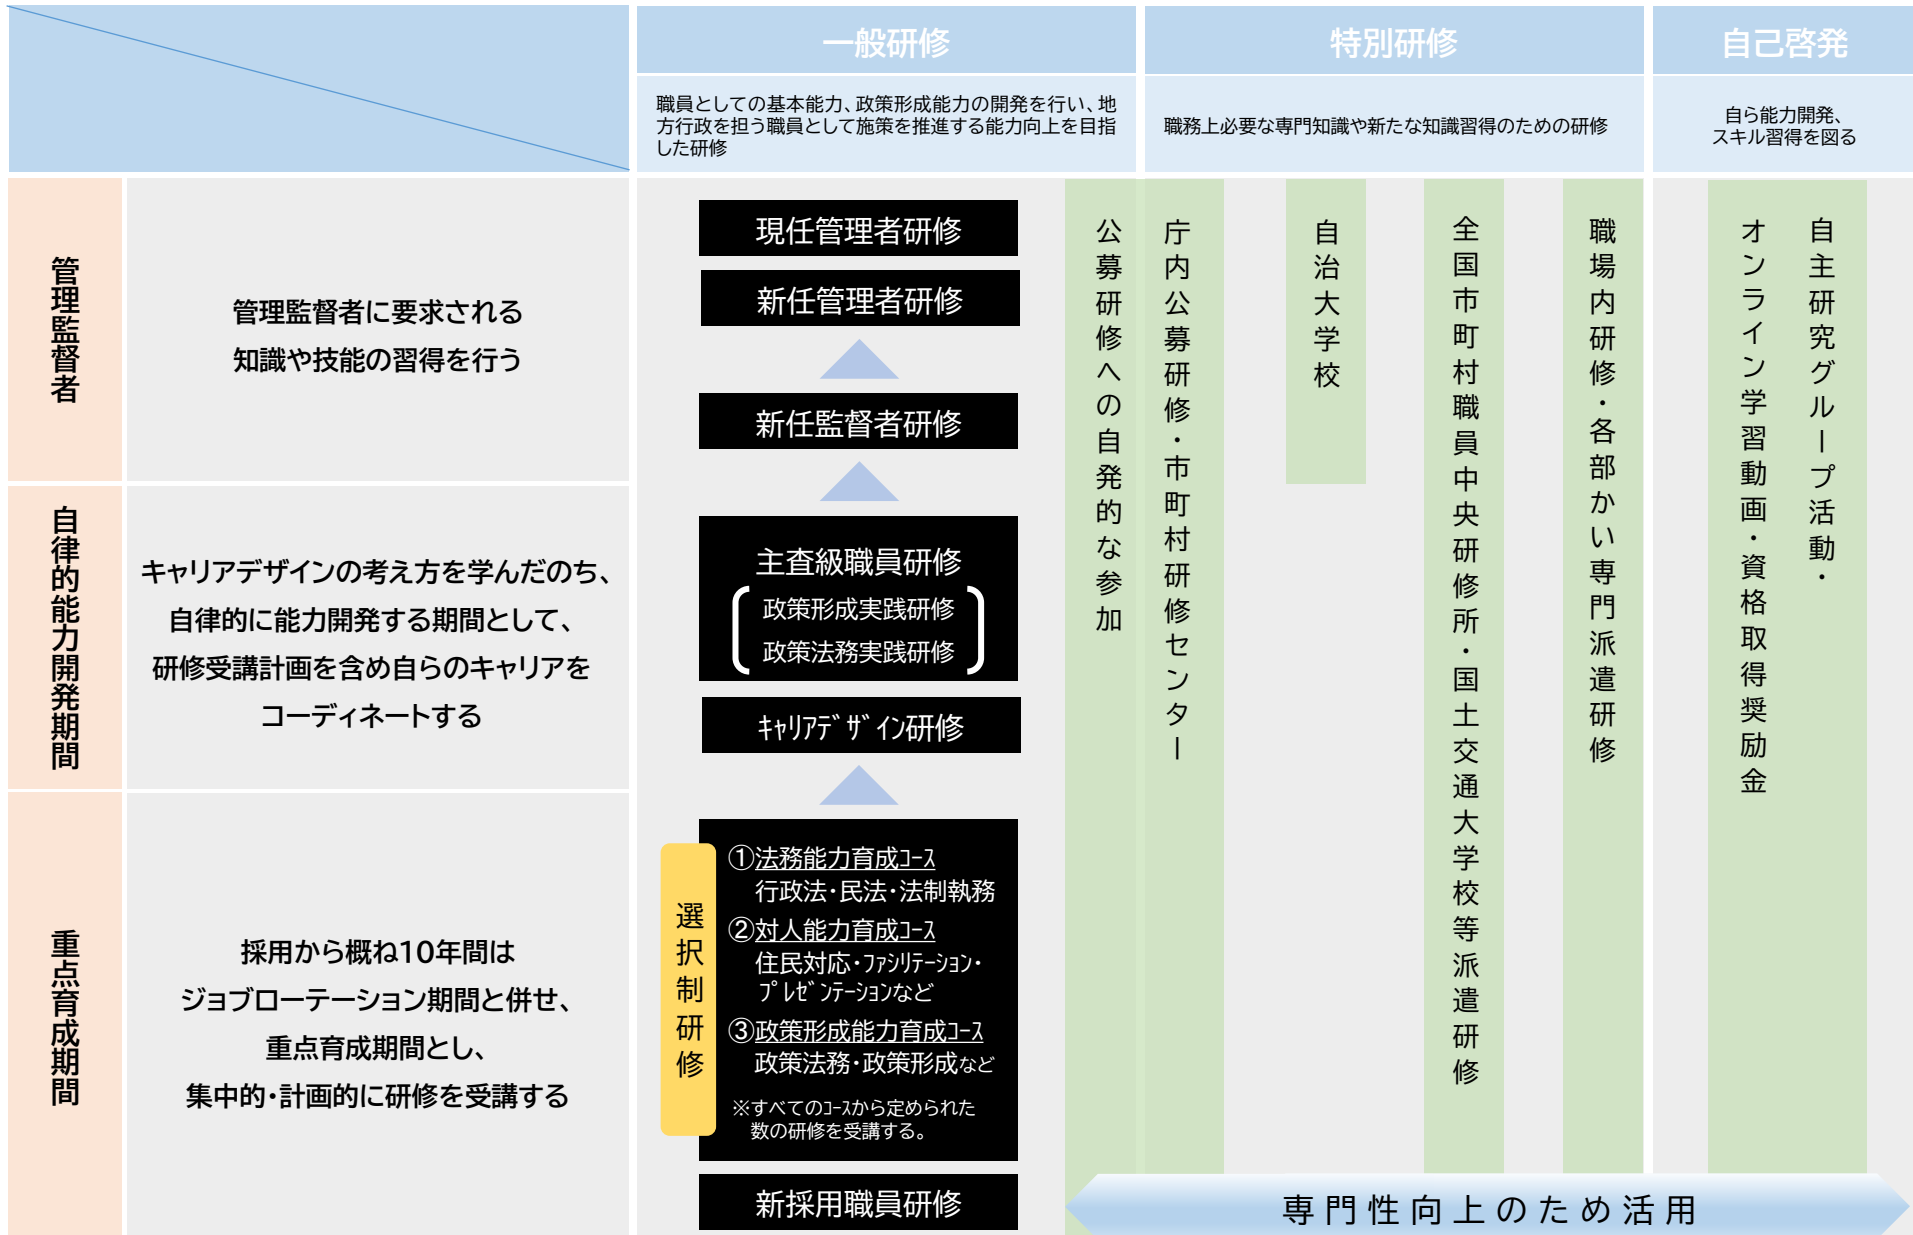 一般研修
特別研修
自己啓発
職員としての基本能力、政策形成能力の開発を行い、地
方行政を担う職員として施策を推進する能力向上を目指
した研修
職務上必要な専門知識や新たな知識習得のための研修
自ら能力開発、
スキル習得を図る
管理監督者
管理監督者に要求される
知識や技能の習得を行う
自律的能力開発期間
キャリアデザインの考え方を学んだのち、
自律的に能力開発する期間として、
研修受講計画を含め自らのキャリアを
コーディネートする
重点育成期間
採用から概ね10年間は
ジョブローテーション期間と併せ、
重点育成期間とし、
集中的・計画的に研修を受講する
現任管理者研修
新任管理者研修
新任監督者研修
主査級職員研修
政策形成実践研修
政策法務実践研修
ｷｬﾘｱﾃﾞｻﾞｲﾝ研修
選択制研修
①法務能力育成ｺｰｽ
行政法・民法・法制執務
②対人能力育成ｺｰｽ
住民対応・ﾌｧｼﾘﾃｰｼｮﾝ・
ﾌﾟﾚｾﾞﾝﾃｰｼｮﾝなど
③政策形成能力育成ｺｰｽ
政策法務・政策形成など
※すべてのｺｰｽから定められた
数の研修を受講する。
新採用職員研修
公募研修への自発的な参加
庁内公募研修・市町村研修センター
自治大学校
全国市町村職員中央研修所・国土交通大学校等派遣研修
職場内研修・各部かい専門派遣研修
自主研究グループ活動・
オンライン学習動画・資格取得奨励金
専門性向上のため活用